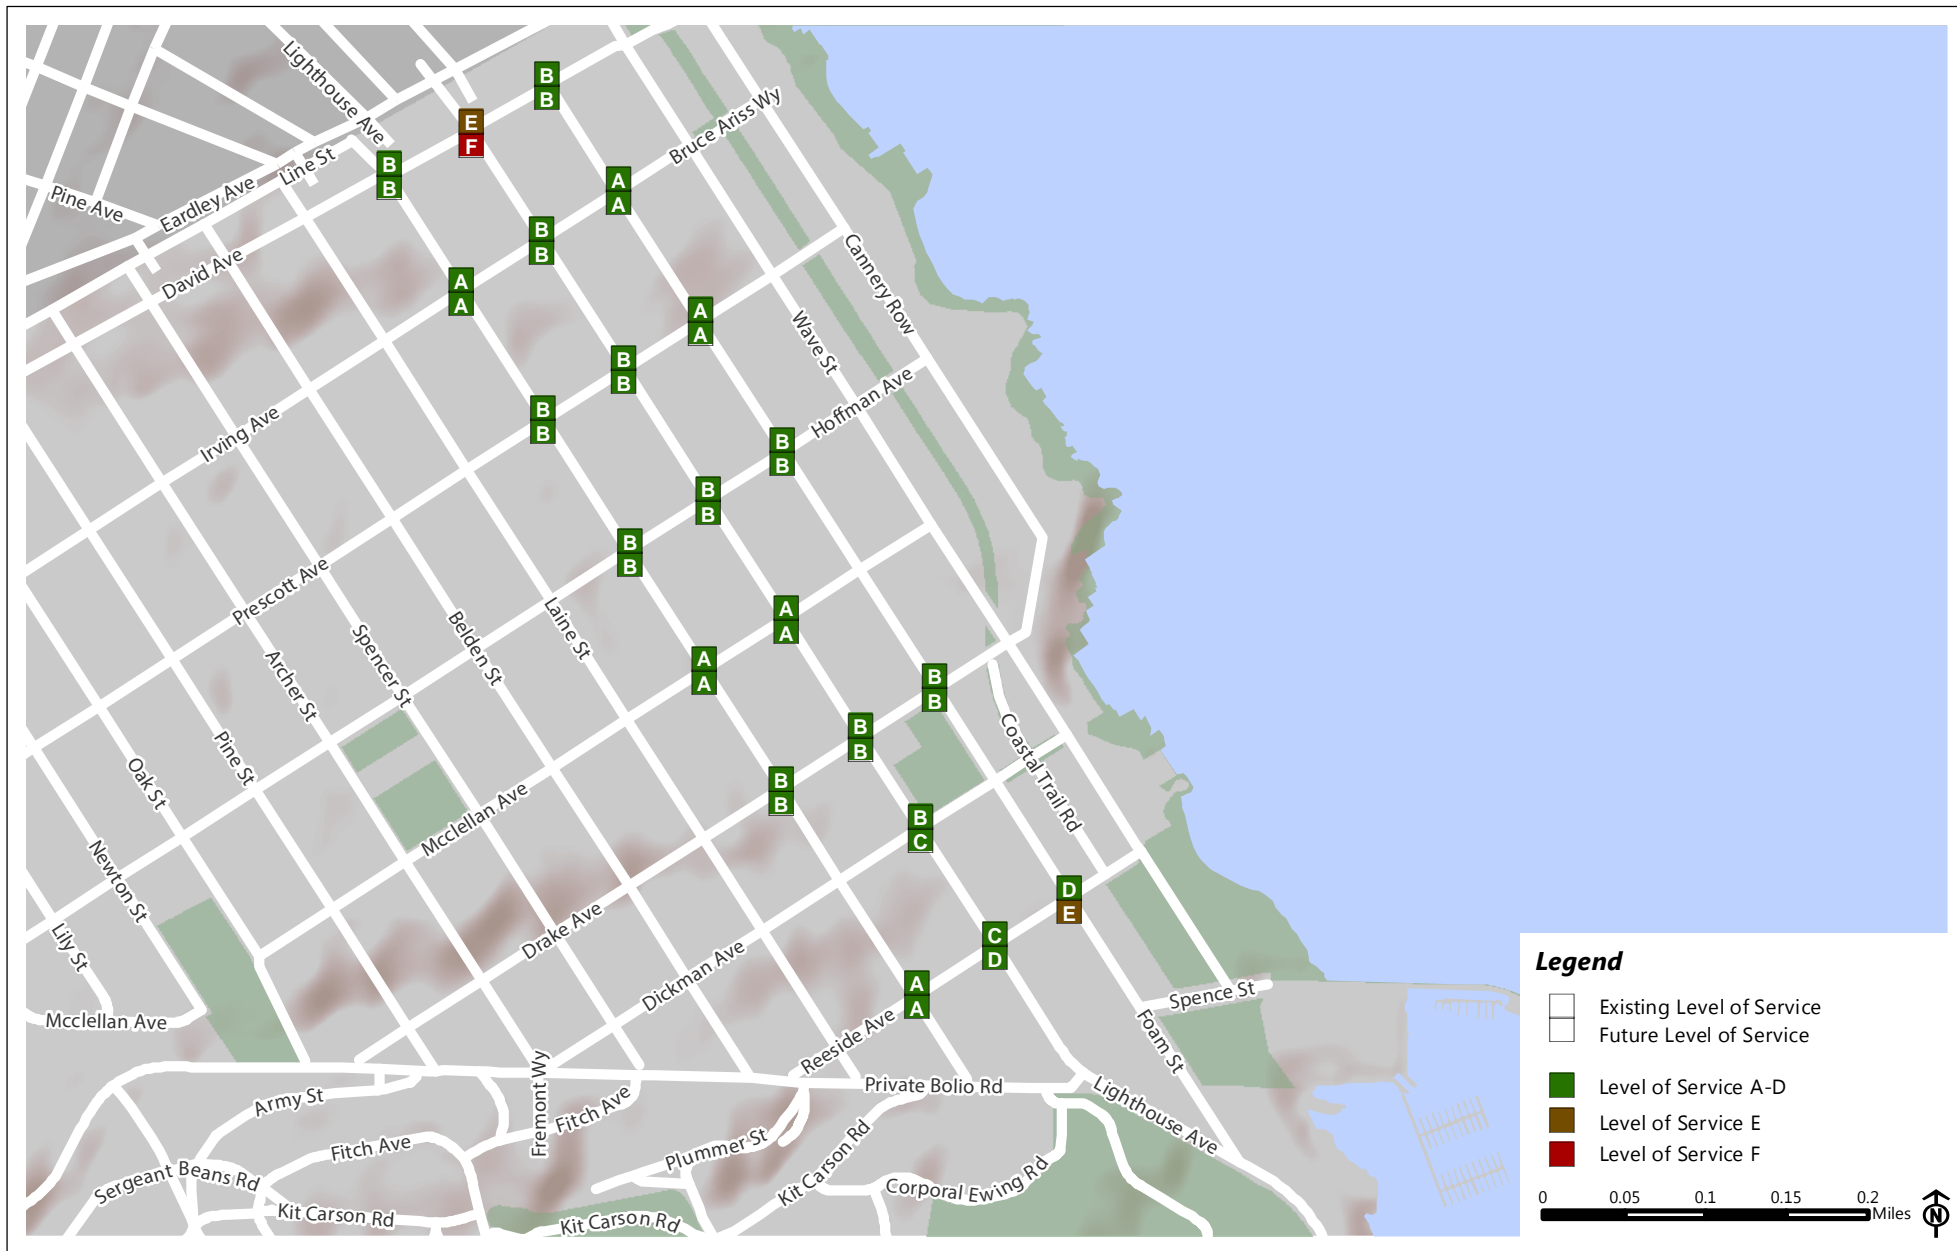 Lighthouse Ave
B
B
E
F
Bruce Ariss Wy
Line St
B
B
A
A
Pine Ave
Eardley Ave
B
B
David Ave
A
A
Cannery Row
A
A
Wave St
B
B
Hoffman Ave
Irving Ave
B
B
B
B
B
B
Prescott Ave
B
B
Laine St
Belden St
Spencer St
Archer St
A
A
A
A
B
B
Coastal Trail Rd
B
B
Pine St
Oak St
B
B
Mcclellan Ave
B
C
Newton St
D
E
Drake Ave
Lily St
C
D
Dickman Ave
A
A
Mcclellan Ave
Spence St
Reeside Ave
Foam St
Private Bolio Rd
Lighthouse Ave
Army St
Fremont Wy
Fitch Ave
Fitch Ave
Plummer St
Kit Carson Rd
Sergeant Beans Rd
Corporal Ewing Rd
Kit Carson Rd
Kit Carson Rd
Legend
Existing Level of Service
Future Level of Service
Level of Service A-D
Level of Service E
Level of Service F
0 0.05 0.1 0.15 0.2
Miles
N